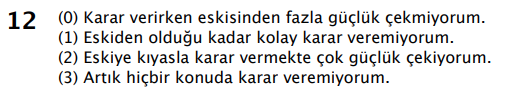 12 (0) Karar verirken eskisinden fazla güçlük çekmiyorum.
(1) Eskiden olduğu kadar kolay karar veremiyorum.
(2) Eskiye kıyasla karar vermekte çok güçlük çekiyorum.
(3) Artık hiçbir konuda karar veremiyorum.